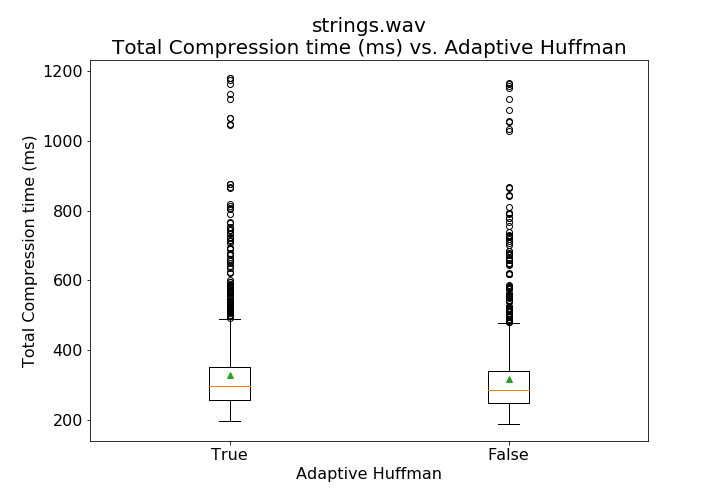 strings.wav
Total Compression time (ms) vs. Adaptive Huffman
1200
1000
800
600
400
200
Total Compression time (ms)
True
False
Adaptive Huffman